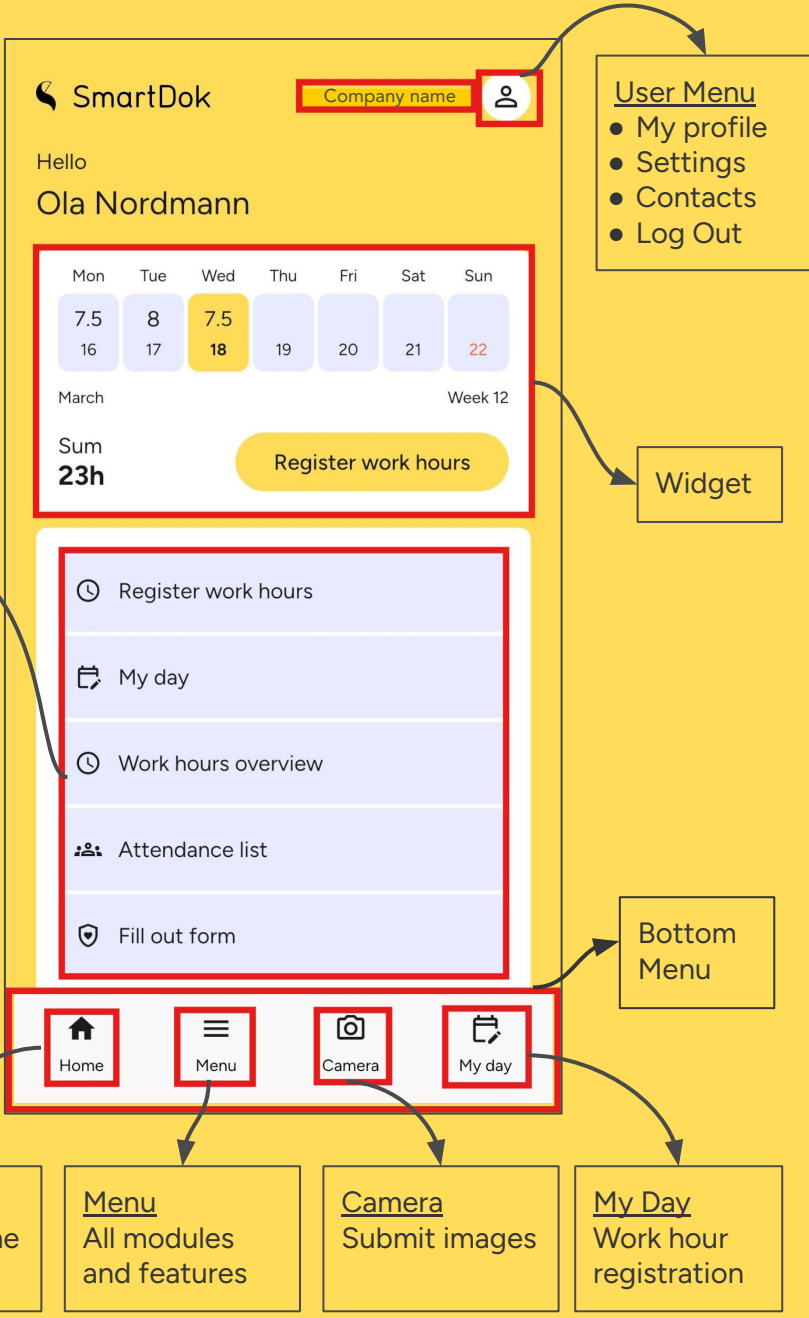 SmartDok
Company name
User Menu
● My profile
● Settings
● Contacts
● Log Out
Hello
Ola Nordmann
Mon Tue Wed Thu Fri Sat Sun
7.5 8 7.5
16 17 18 19 20 21 22
March Week 12
Sum
23h
Register work hours
Widget
Register work hours
My day
Work hours overview
Attendance list
Fill out form
Bottom
Menu
Home
Menu
Camera
My day
Menu
All modules
and features
Camera
Submit images
My Day
Work hour
registration